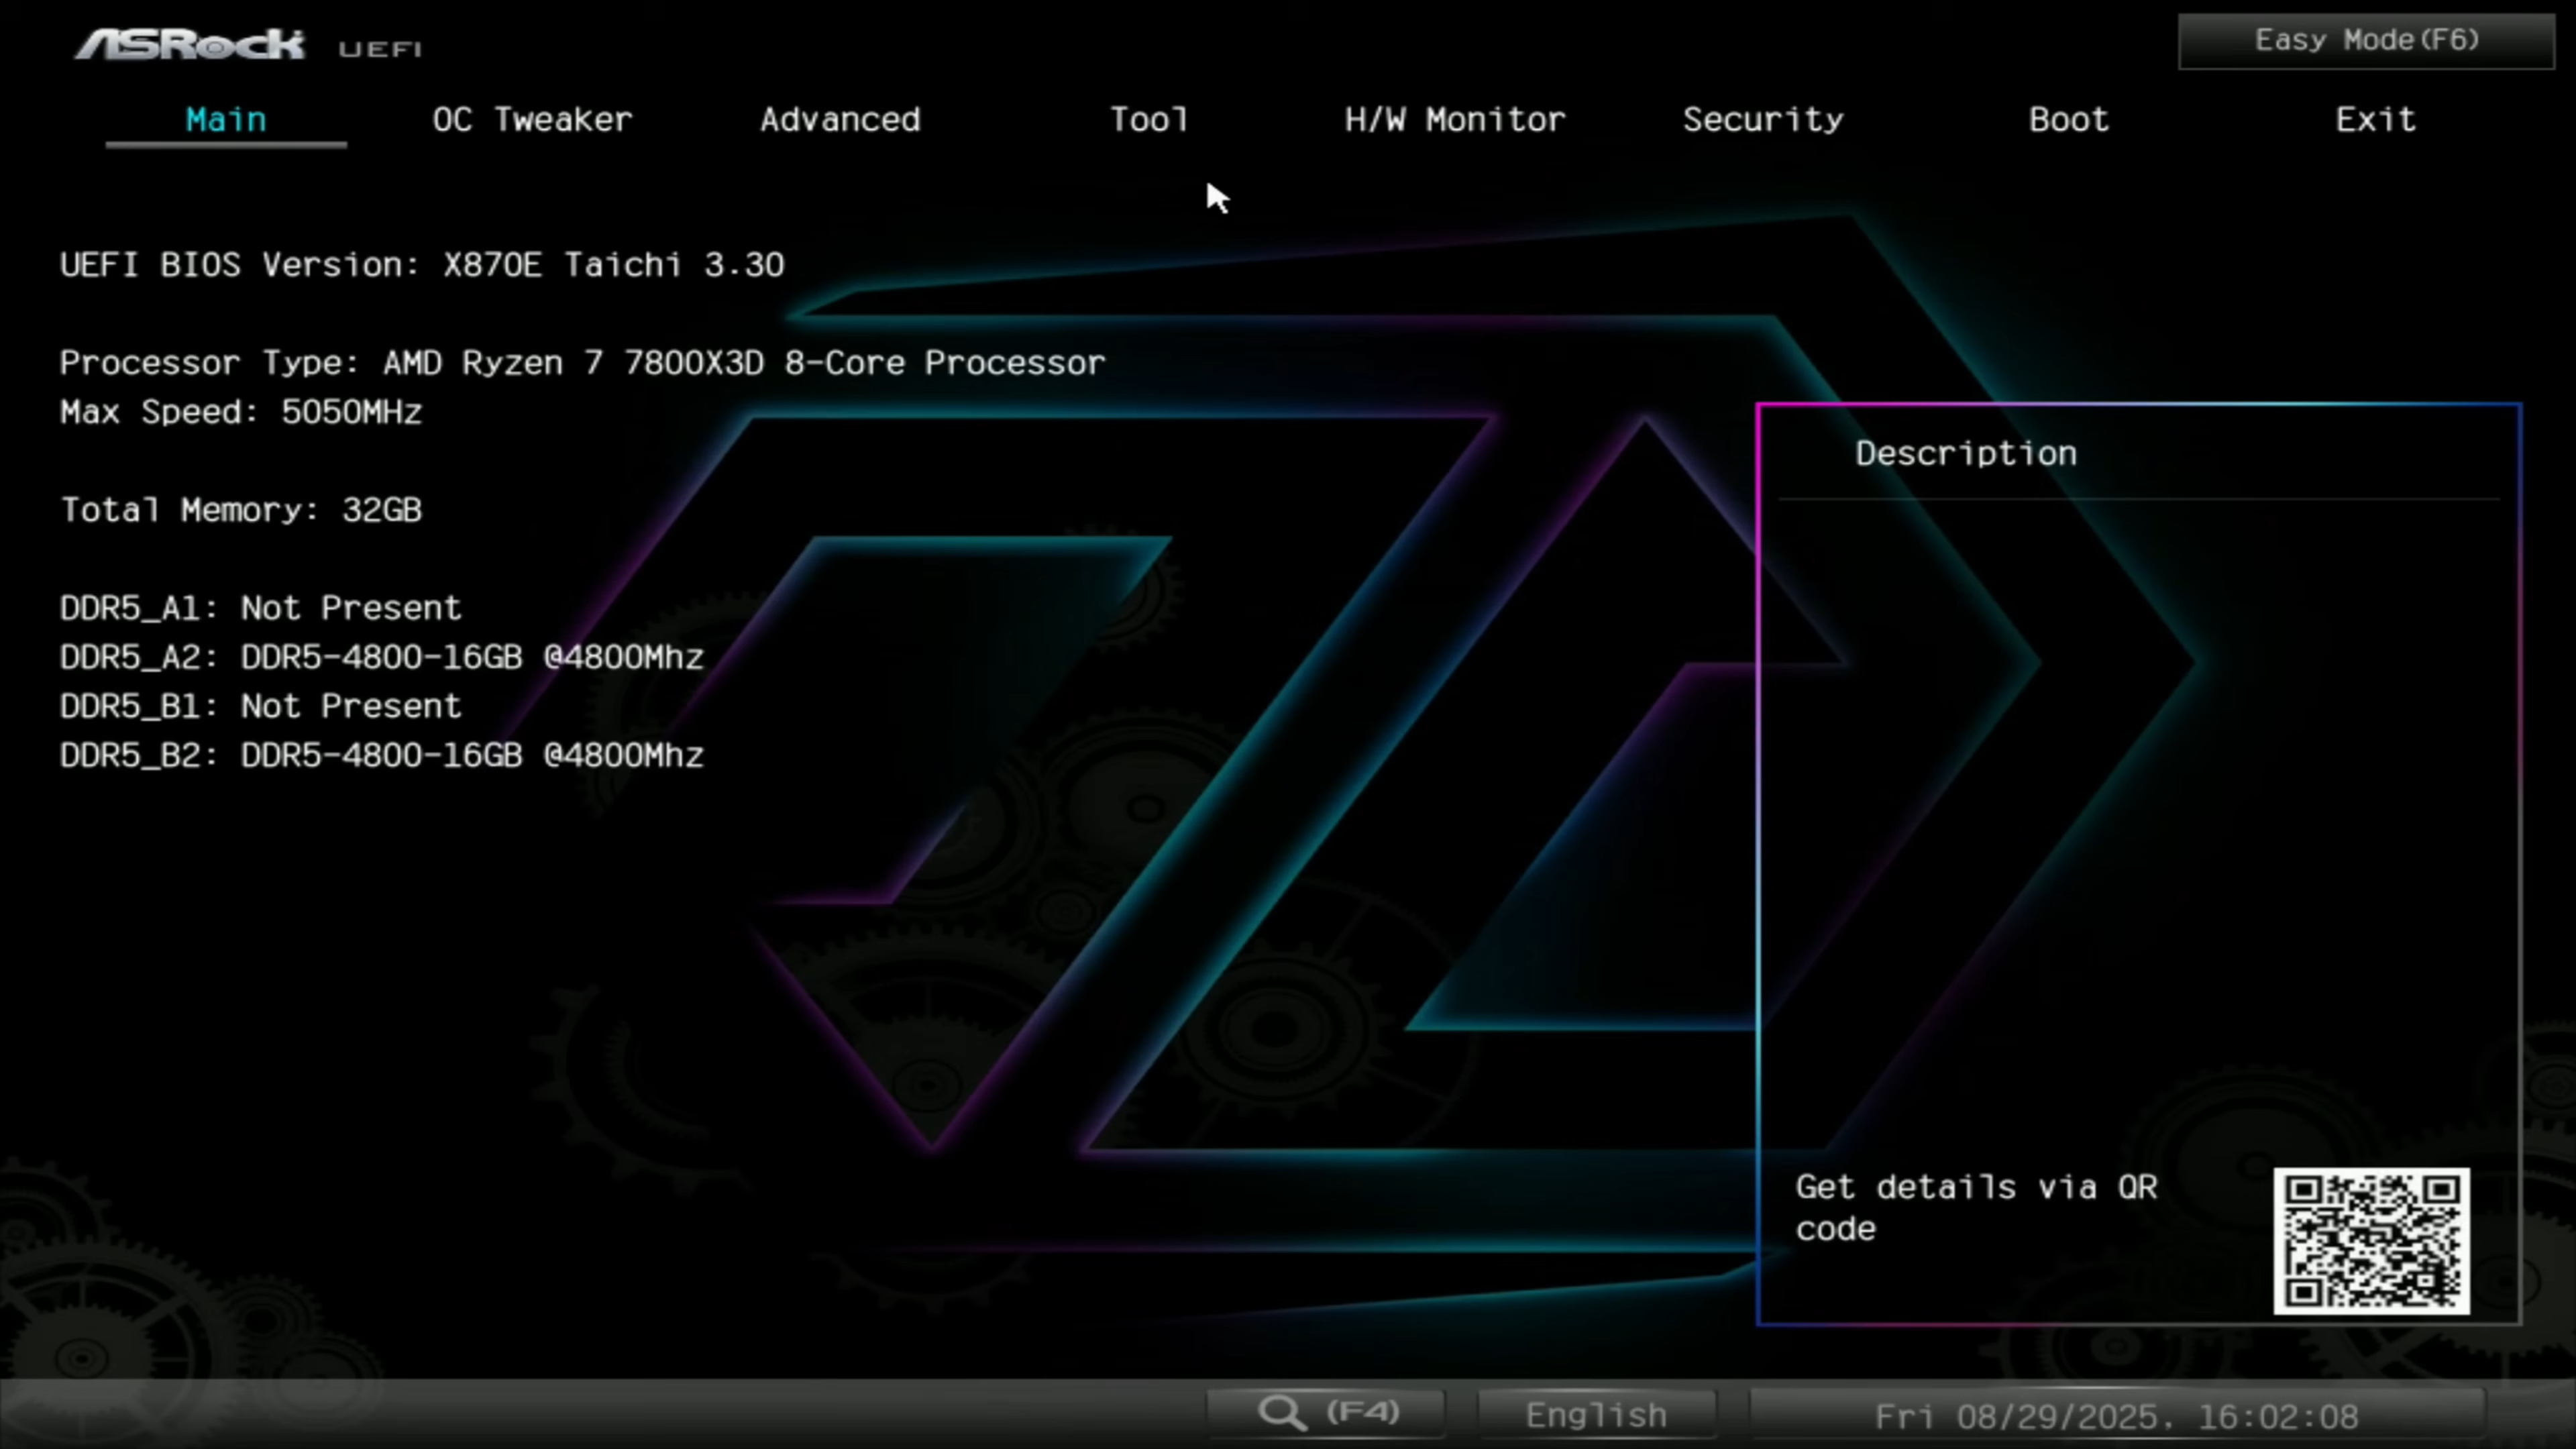 ASRock UEFI
Easy Mode(F6)
Main OC Tweaker Advanced Tool H/W Monitor Security Boot Exit
UEFI BIOS Version: X870E Taichi 3.30
Processor Type: AMD Ryzen 7 7800X3D 8-Core Processor
Max Speed: 5050MHz
Total Memory: 32GB
DDR5_A1: Not Present
DDR5_A2: DDR5-4800-16GB @4800Mhz
DDR5_B1: Not Present
DDR5_B2: DDR5-4800-16GB @4800Mhz
Description
Get details via QR
code
(F4)
English
Fri 08/29/2025, 16:02:08